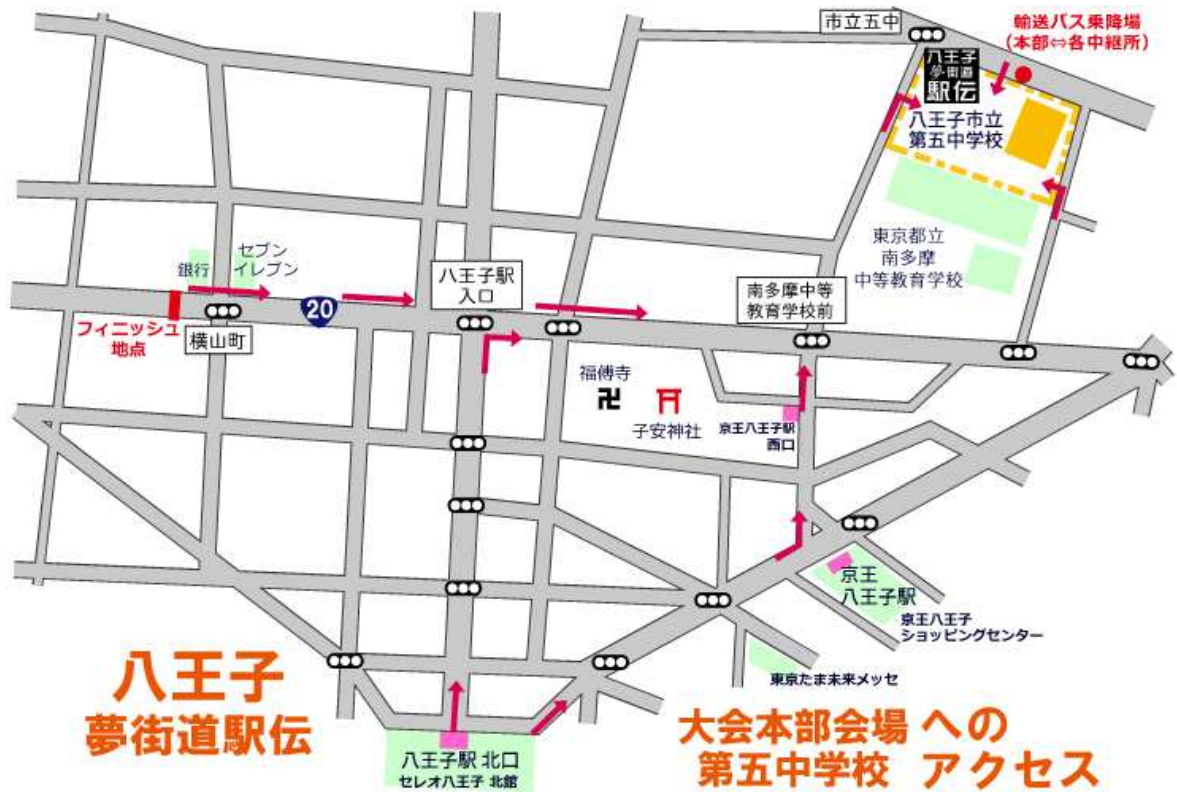 市立五中
輸送バス乗降場
(本部⇔各中継所)
八王子
夢街道
駅伝
八王子市立
第五中学校
東京都立
南多摩
中等教育学校
セブン
イレブン
銀行
八王子駅
入口
南多摩中等
教育学校前
20
フィニッシュ
地点
横山町
福傳寺
卍
子安神社
京王八王子駅
西口
京王
八王子駅
京王八王子
ショッピングセンター
東京たま未来メッセ
八王子
夢街道駅伝
八王子駅 北口
セレオ八王子 北館
大会本部会場 への
第五中学校 アクセス